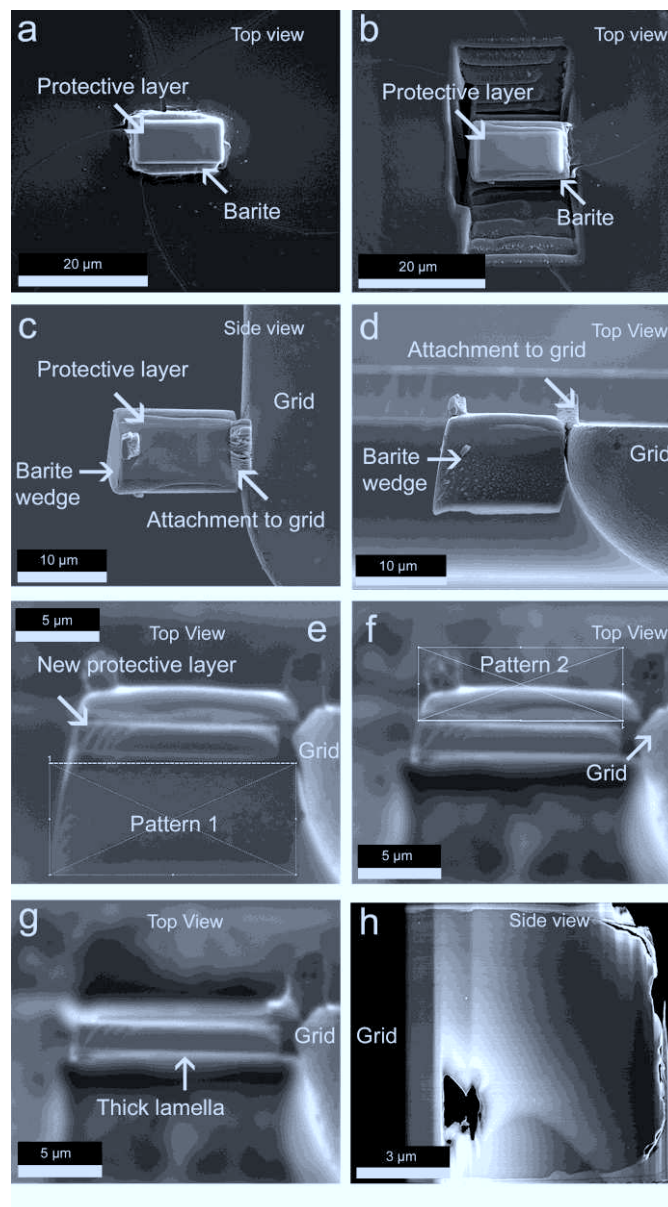 a
Top view
Protective layer
Barite
20 µm
b
Top view
Protective layer
Barite
20 µm
c
Side view
Protective layer
Grid
Barite
wedge
Attachment to grid
10 µm
d
Top View
Attachment to grid
Barite
wedge
Grid
10 µm
5 µm
e
Top View
New protective layer
Grid
1
Pattern 1
f
Top View
Pattern 2
Grid
5 µm
g
Top View
Grid
Thick lamella
5 µm
h
Side view
Grid
3 µm